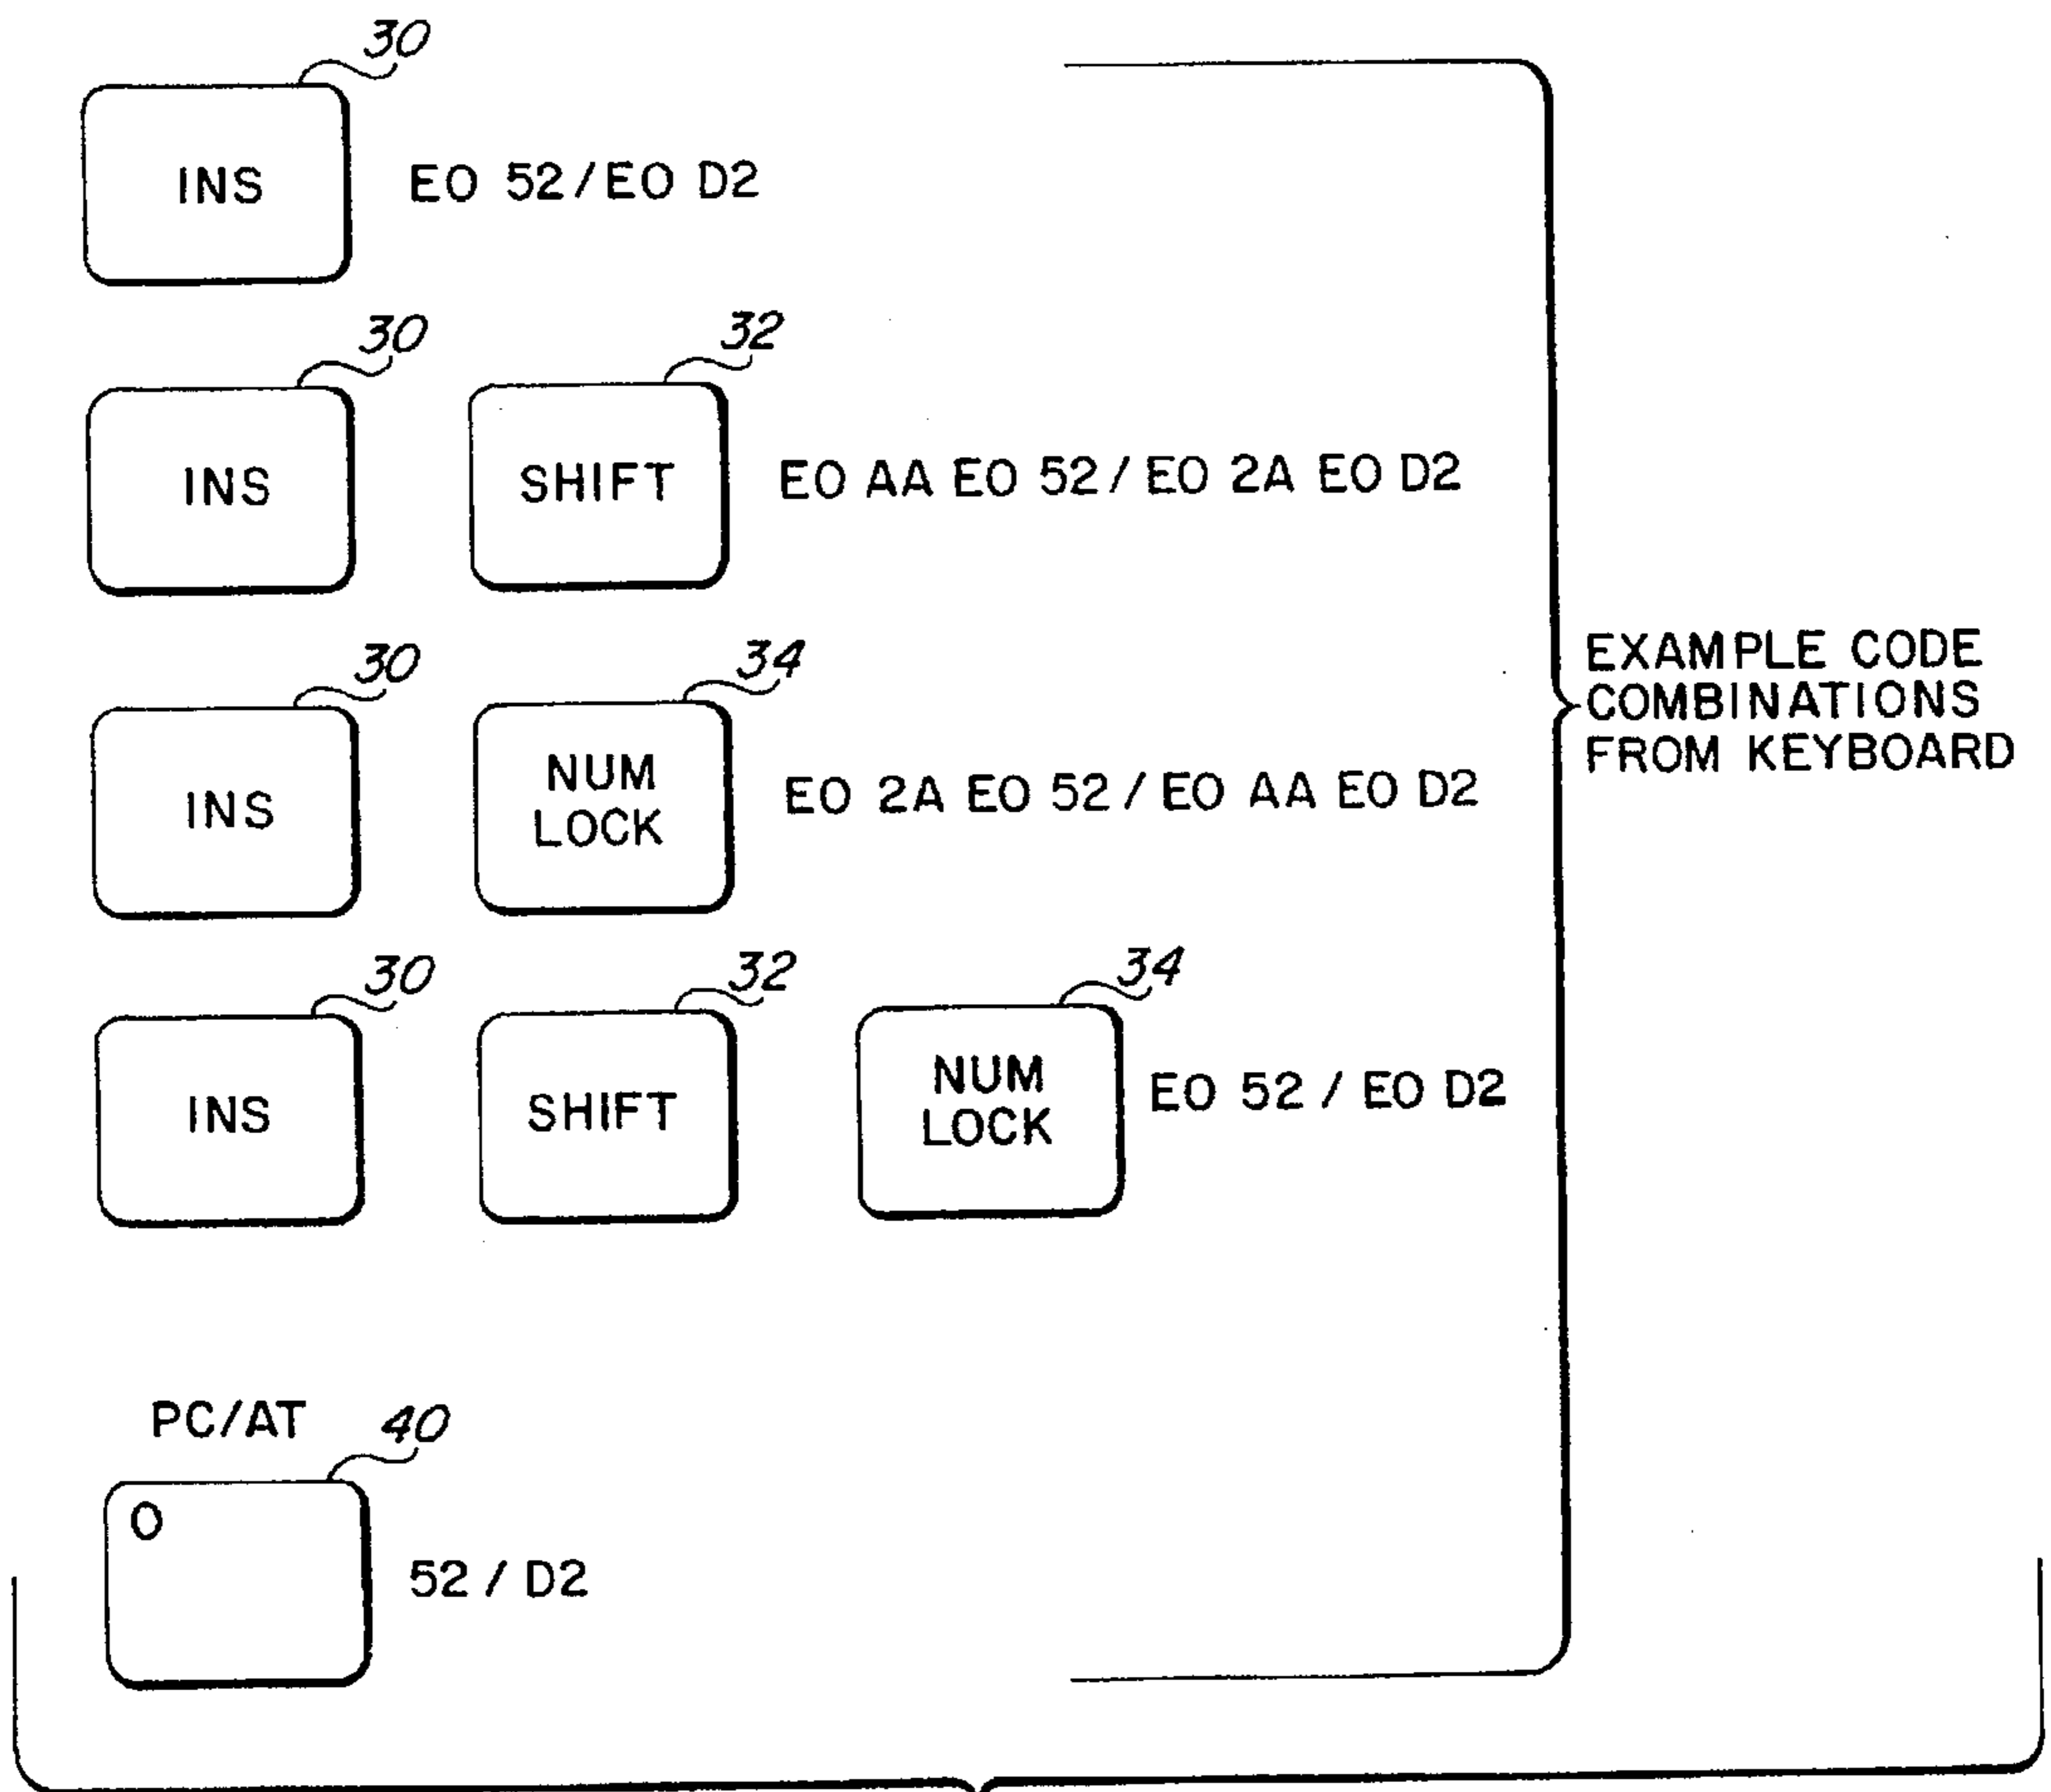 30
INS EO 52/EO D2
30 32
INS SHIFT EO AA EO 52/EO 2A EO D2
30 34
INS NUM LOCK EO 2A EO 52/EO AA EO D2
30 32 34
INS SHIFT NUM LOCK EO 52/EO D2
EXAMPLE CODE
COMBINATIONS
FROM KEYBOARD
PC/AT 40
O
52/D2